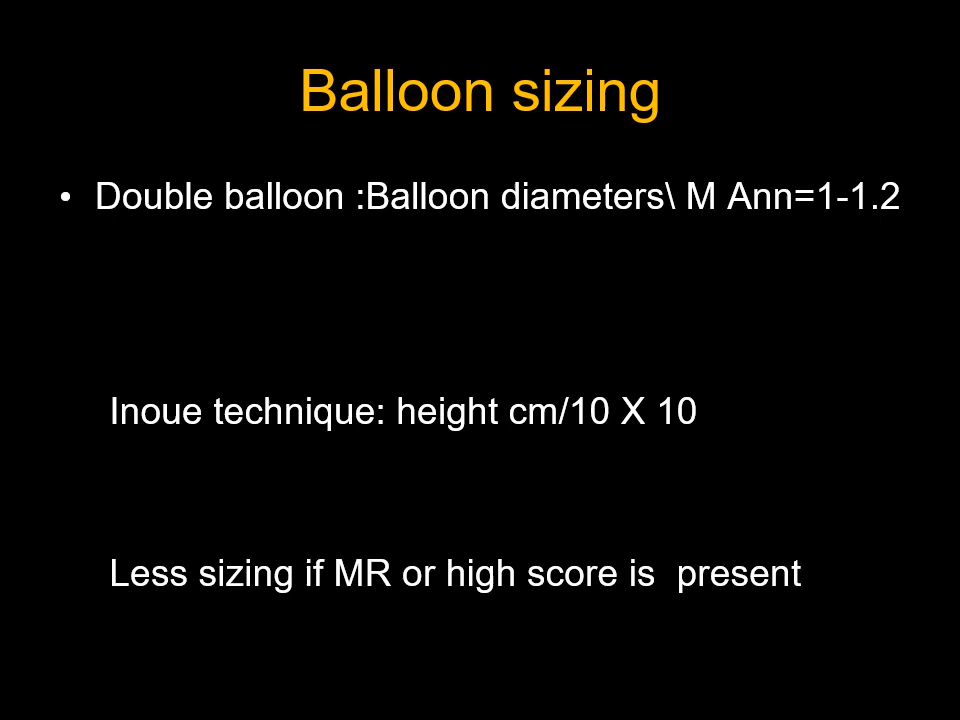 Balloon sizing
• Double balloon :Balloon diameters\ M Ann=1-1.2
Inoue technique: height cm/10 X 10
Less sizing if MR or high score is  present